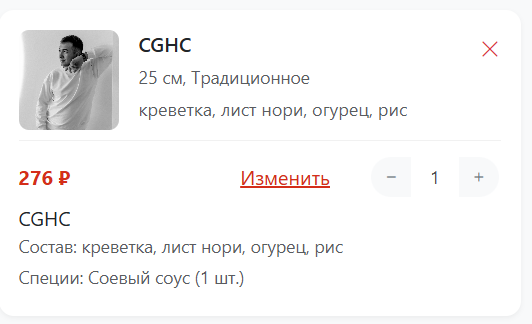 CGHC
25 см, Традиционное
креветка, лист нори, огурец, рис
276 ₽
Изменить
− 1 +
CGHC
Состав: креветка, лист нори, огурец, рис
Специи: Соевый соус (1 шт.)